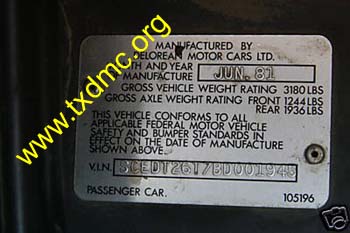 MANUFACTURED BY
DELOREAN MOTOR CARS LTD.
TH AND YEAR
MANUFACTURE JUN. 81
GROSS VEHICLE WEIGHT RATING 3180 LBS
GROSS AXLE WEIGHT RATING FRONT 1244 LBS
REAR 1936 LBS
THIS VEHICLE CONFORMS TO ALL
APPLICABLE FEDERAL MOTOR VEHICLE
SAFETY AND BUMPER STANDARDS IN
EFFECT ON THE DATE OF MANUFACTURE
SHOWN ABOVE.
V.I.N.
PASSENGER CAR. 105196
www.txdmc.org